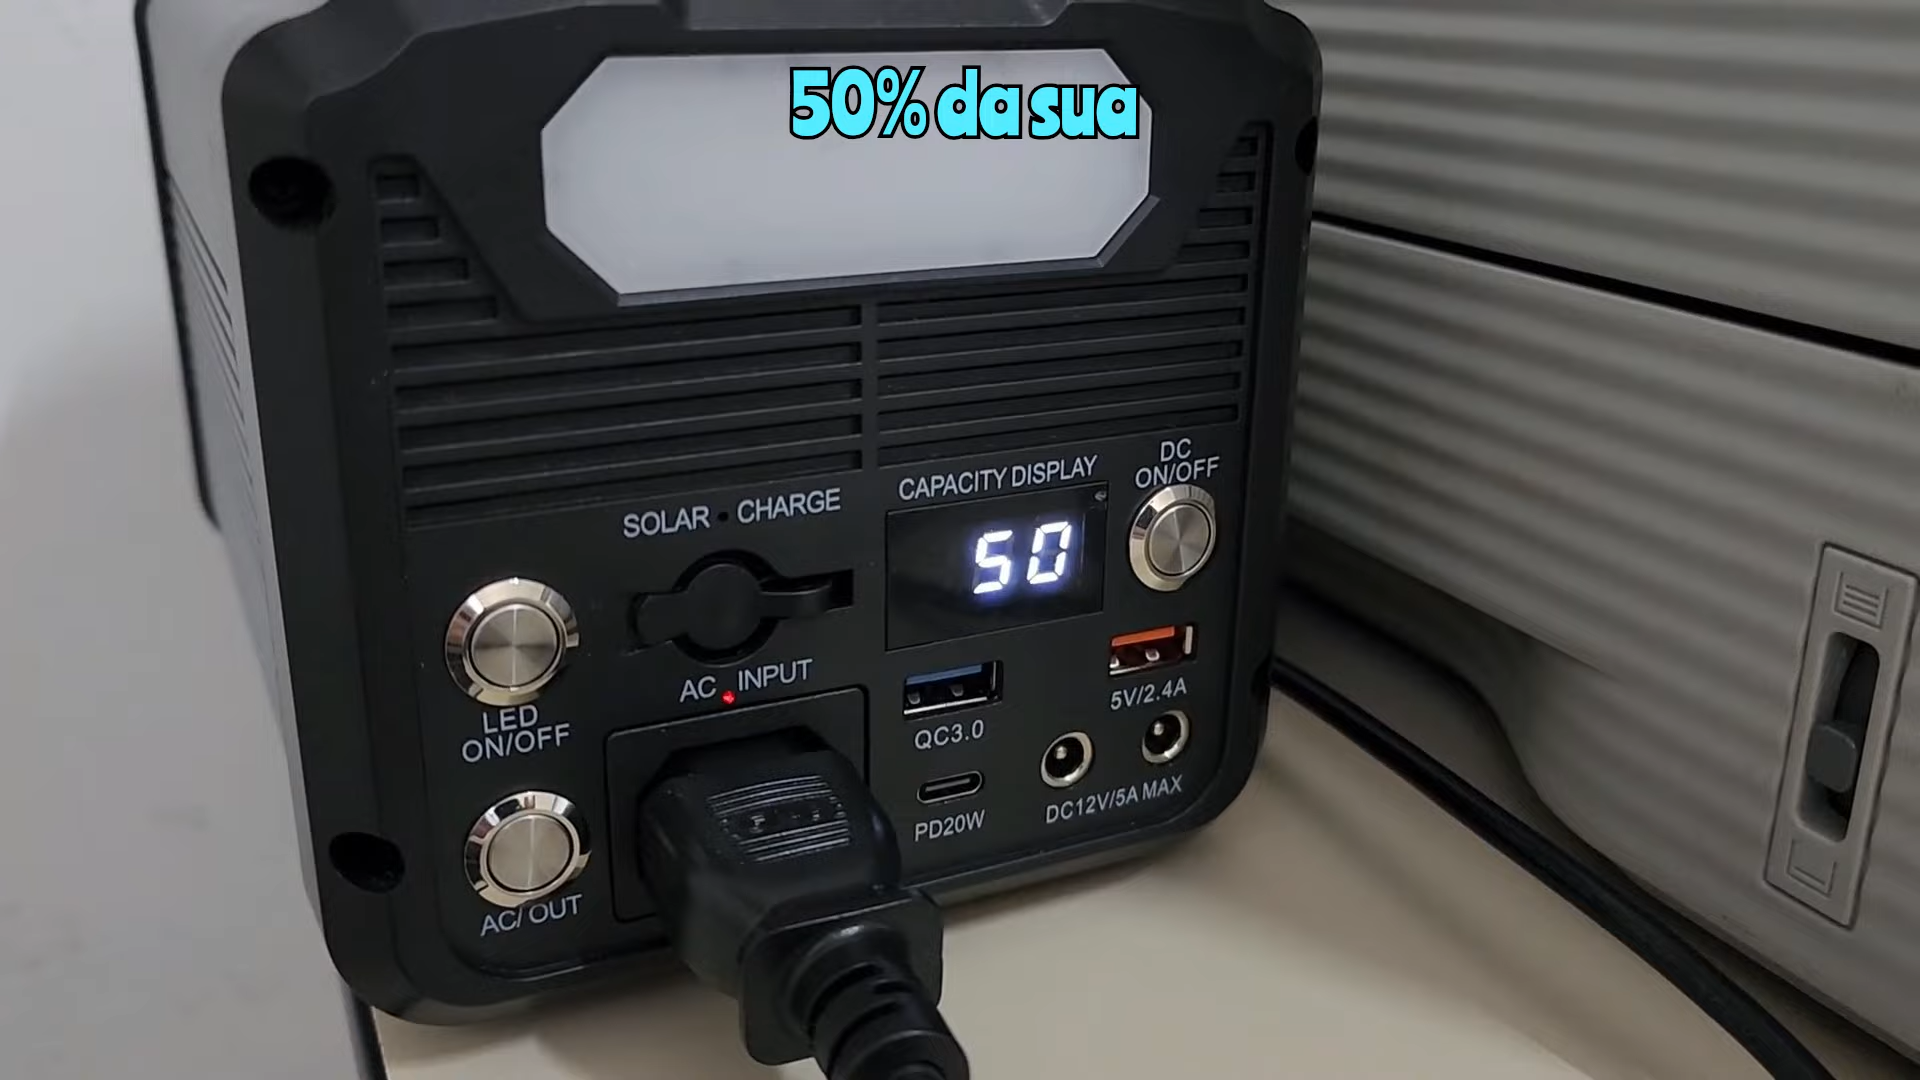 50% da sua
DC
ON/OFF
CAPACITY DISPLAY
SOLAR CHARGE
50
AC INPUT
5V/2.4A
LED
ON/OFF
QC3.0
DC12V/5A MAX
PD20W
AC/ OUT